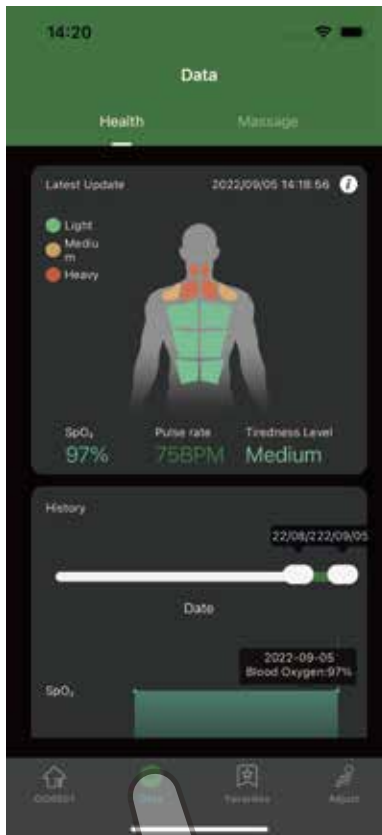 14:20
Data
Health Massage
Latest Update 2022/09/05 14:18:56 i
Light
Mediu
m
Heavy
SpO₂ Pulse rate Tiredness Level
97% 75BPM Medium
History
22/08/222/09/05
Date
2022-09-05
Blood Oxygen:97%
SpO₂
Data Favorites Adjust